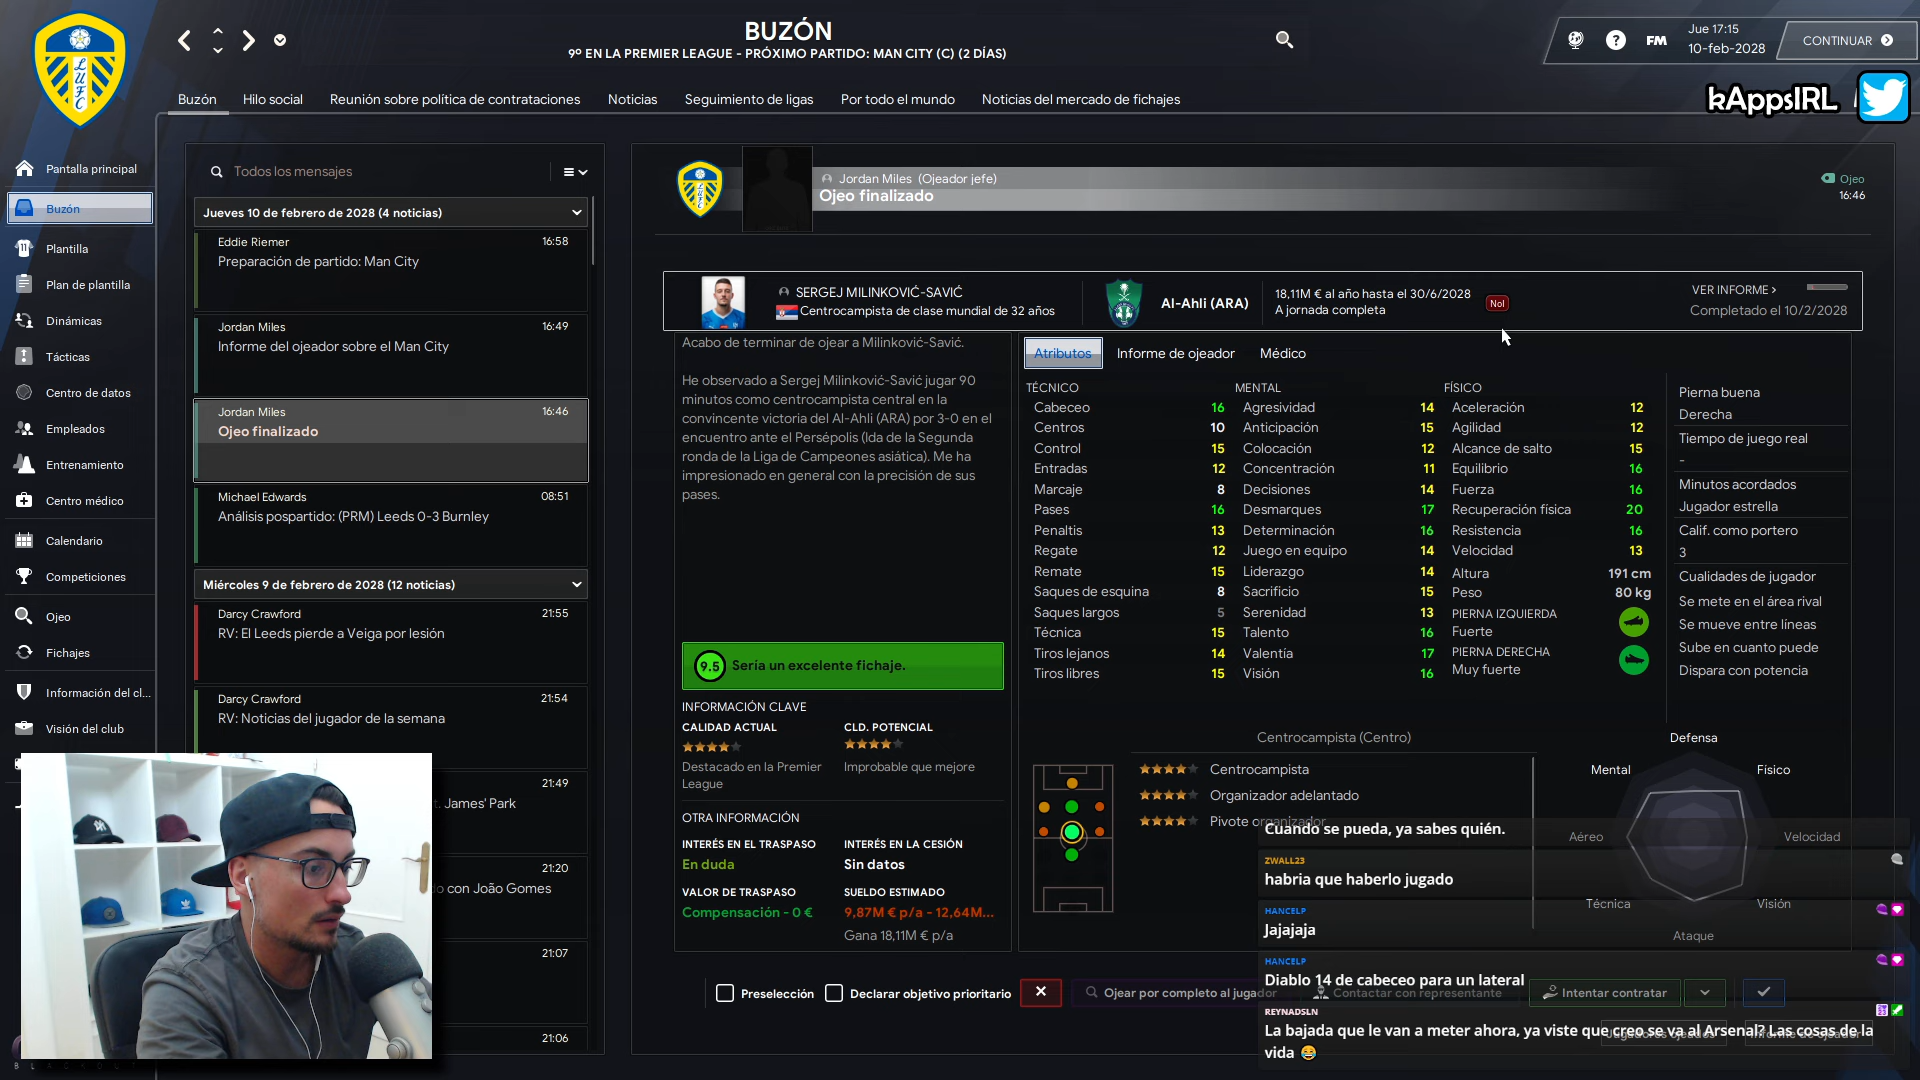 BUZÓN
9º EN LA PREMIER LEAGUE - PRÓXIMO PARTIDO: MAN CITY (C) (2 DÍAS)
FM
Jue 17:15
10-feb-2028
CONTINUAR
Buzón
Hilo social
Reunión sobre política de contrataciones
Noticias
Seguimiento de ligas
Por todo el mundo
Noticias del mercado de fichajes
kAppsIRL
LUFC
Pantalla principal
Buzón
Plantilla
Plan de plantilla
Dinámicas
Tácticas
Centro de datos
Empleados
Entrenamiento
Centro médico
Calendario
Competiciones
Ojeo
Fichajes
Información del cl...
Visión del club
Todos los mensajes
Jueves 10 de febrero de 2028 (4 noticias)
Eddie Riemer 16:58
Preparación de partido: Man City
Jordan Miles 16:49
Informe del ojeador sobre el Man City
Jordan Miles 16:46
Ojeo finalizado
Michael Edwards 08:51
Análisis pospartido: (PRM) Leeds 0-3 Burnley
Miércoles 9 de febrero de 2028 (12 noticias)
Darcy Crawford 21:55
RV: El Leeds pierde a Veiga por lesión
Darcy Crawford 21:54
RV: Noticias del jugador de la semana
21:49
t. James' Park
21:20
do con João Gomes
21:07
21:06
Jordan Miles (Ojeador jefe)
Ojeo finalizado
Ojeo
16:46
SERGEJ MILINKOVIĆ-SAVIĆ
Centrocampista de clase mundial de 32 años
Al-Ahli (ARA)
18,11M € al año hasta el 30/6/2028
A jornada completa
NoI
VER INFORME >
Completado el 10/2/2028
Acabo de terminar de ojear a Milinković-Savić.
He observado a Sergej Milinković-Savić jugar 90
minutos como centrocampista central en la
convincente victoria del Al-Ahli (ARA) por 3-0 en el
encuentro ante el Persépolis (Ida de la Segunda
ronda de la Liga de Campeones asiática). Me ha
impresionado en general con la precisión de sus
pases.
9.5 Sería un excelente fichaje.
INFORMACIÓN CLAVE
CALIDAD ACTUAL
Destacado en la Premier
League
CLD. POTENCIAL
Improbable que mejore
OTRA INFORMACIÓN
INTERÉS EN EL TRASPASO
En duda
INTERÉS EN LA CESIÓN
Sin datos
VALOR DE TRASPASO
Compensación - 0 €
SUELDO ESTIMADO
9,87M € p/a - 12,64M...
Gana 18,11M € p/a
Atributos
Informe de ojeador
Médico
TÉCNICO
Cabeceo 16
Centros 10
Control 15
Entradas 12
Marcaje 8
Pases 16
Penaltis 13
Regate 12
Remate 15
Saques de esquina 8
Saques largos 5
Técnica 15
Tiros lejanos 14
Tiros libres 15
MENTAL
Agresividad 14
Anticipación 15
Colocación 12
Concentración 11
Decisiones 14
Desmarques 17
Determinación 16
Juego en equipo 14
Liderazgo 14
Sacrificio 15
Serenidad 13
Talento 16
Valentía 17
Visión 16
FÍSICO
Aceleración 12
Agilidad 12
Alcance de salto 15
Equilibrio 16
Fuerza 16
Recuperación física 20
Resistencia 16
Velocidad 13
Altura 191 cm
Peso 80 kg
PIERNA IZQUIERDA
Fuerte
PIERNA DERECHA
Muy fuerte
Pierna buena
Derecha
Tiempo de juego real
-
Minutos acordados
Jugador estrella
Calif. como portero
3
Cualidades de jugador
Se mete en el área rival
Se mueve entre líneas
Sube en cuanto puede
Dispara con potencia
Centrocampista (Centro)
Centrocampista
Organizador adelantado
Pivote organizador
Defensa
Mental
Físico
Aéreo
Velocidad
Técnica
Visión
Ataque
Cuando se pueda, ya sabes quién.
ZWALL23
habria que haberlo jugado
HANCELP
Jajajaja
HANCELP
Diablo 14 de cabeceo para un lateral
REYNADSLN
La bajada que le van a meter ahora, ya viste que creo se va al Arsenal? Las cosas de la
vida 😂
Preselección
Declarar objetivo prioritario
Ojear por completo al jugador
Contactar con representante
Intentar contratar
Jugadores ojeados
Informe de ojeador